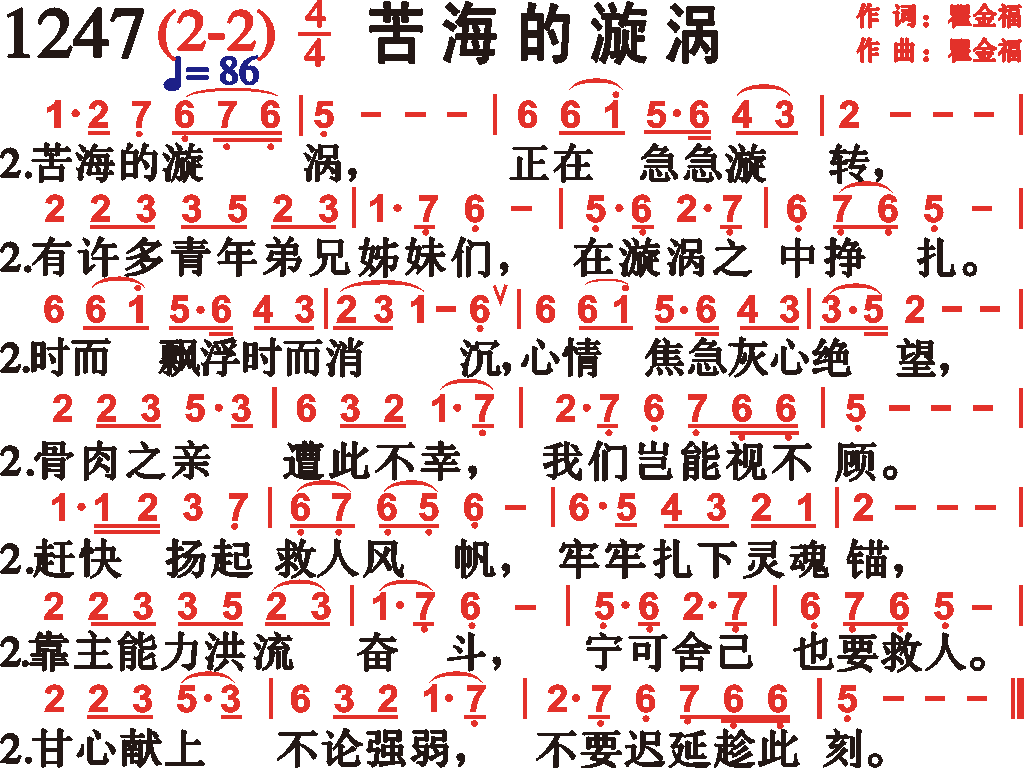 1247 (2-2) 4/4 苦海的漩涡 作词：瞿金福
♩= 86 作曲：瞿金福
1·2 7 6 7 6 | 5 - - - | 6 6 1 5·6 4 3 | 2 - - - |
2.苦海的漩 涡， 正在 急急漩 转，
2 2 3 3 5 2 3 | 1·7 6 - | 5·6 2·7 | 6 7 6 5 - |
2.有许多青年弟兄姊妹们， 在漩涡之 中挣 扎。
6 6 1 5·6 4 3 | 2 3 1 - 6 ∨ | 6 6 1 5·6 4 3 | 3·5 2 - - |
2.时而 飘浮时而消 沉，心情 焦急灰心绝 望，
2 2 3 5·3 | 6 3 2 1·7 | 2·7 6 7 6 6 | 5 - - - |
2.骨肉之亲 遭此不幸， 我们岂能视不 顾。
1·1 2 3 7 | 6 7 6 5 6 - | 6·5 4 3 2 1 | 2 - - - |
2.赶快 扬起 救人风 帆， 牢牢扎下灵魂 锚，
2 2 3 3 5 2 3 | 1·7 6 - | 5·6 2·7 | 6 7 6 5 - |
2.靠主能力洪流 奋 斗， 宁可舍己 也要救人。
2 2 3 5·3 | 6 3 2 1·7 | 2·7 6 7 6 6 | 5 - - - ‖
2.甘心献上 不论强弱， 不要迟延趁此 刻。